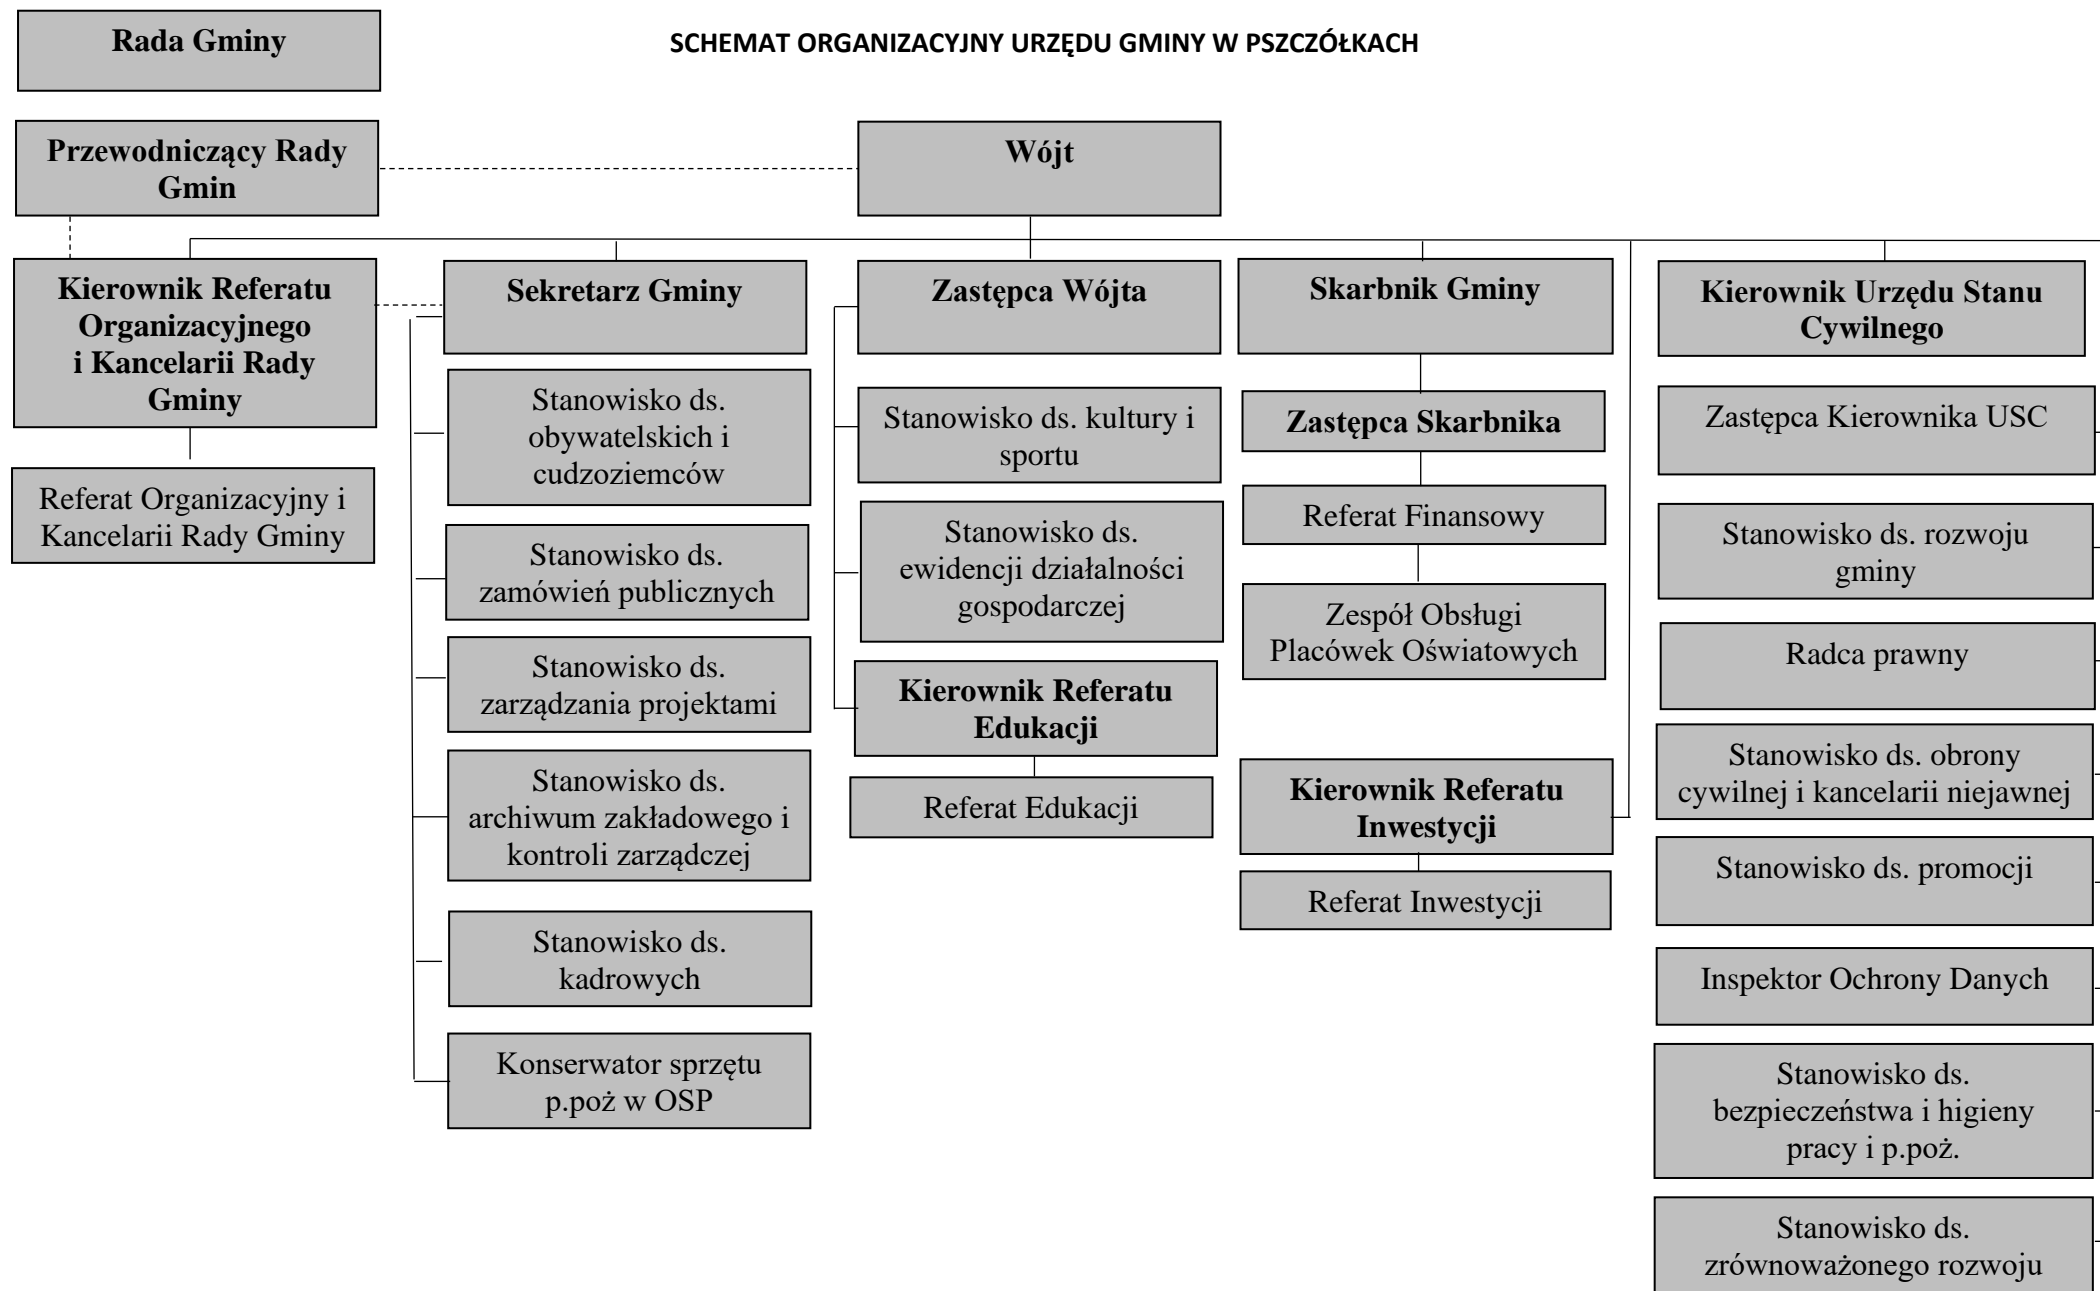 Rada Gminy
SCHEMAT ORGANIZACYJNY URZĘDU GMINY W PSZCZÓŁKACH
Przewodniczący Rady
Gmin
Wójt
Kierownik Referatu
Organizacyjnego
i Kancelarii Rady
Gminy
Referat Organizacyjny i
Kancelarii Rady Gminy
Sekretarz Gminy
Stanowisko ds.
obywatelskich i
cudzoziemców
Stanowisko ds.
zamówień publicznych
Stanowisko ds.
zarządzania projektami
Stanowisko ds.
archiwum zakładowego i
kontroli zarządczej
Stanowisko ds.
kadrowych
Konserwator sprzętu
p.poż w OSP
Zastępca Wójta
Stanowisko ds. kultury i
sportu
Stanowisko ds.
ewidencji działalności
gospodarczej
Kierownik Referatu
Edukacji
Referat Edukacji
Skarbnik Gminy
Zastępca Skarbnika
Referat Finansowy
Zespół Obsługi
Placówek Oświatowych
Kierownik Referatu
Inwestycji
Referat Inwestycji
Kierownik Urzędu Stanu
Cywilnego
Zastępca Kierownika USC
Stanowisko ds. rozwoju
gminy
Radca prawny
Stanowisko ds. obrony
cywilnej i kancelarii niejawnej
Stanowisko ds. promocji
Inspektor Ochrony Danych
Stanowisko ds.
bezpieczeństwa i higieny
pracy i p.poż.
Stanowisko ds.
zrównoważonego rozwoju